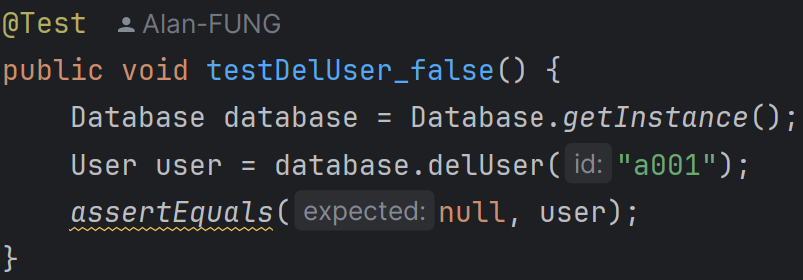 @Test Alan-FUNG
public void testDelUser_false() {
Database database = Database.getInstance();
User user = database.delUser( id: "a001");
assertEquals( expected: null, user);
}